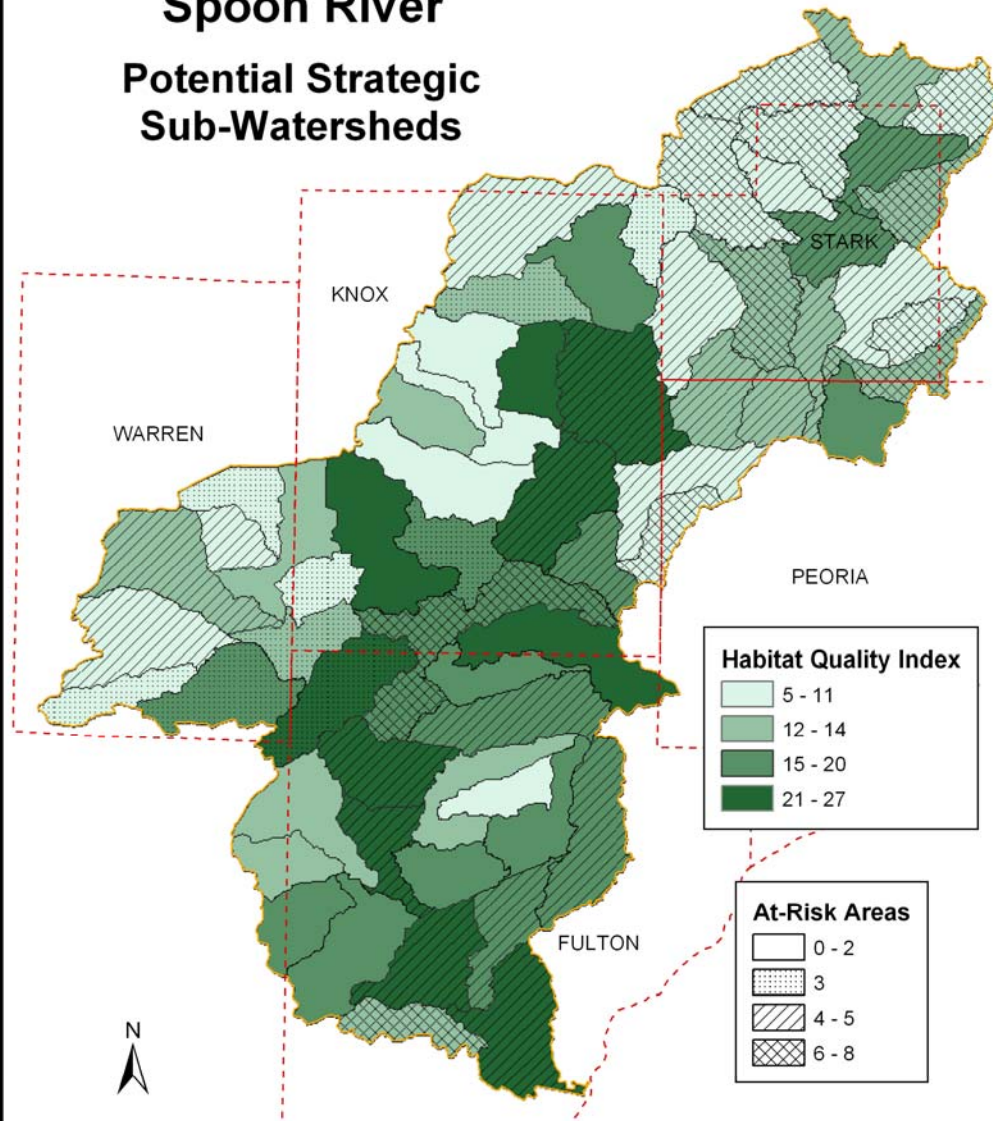 Spoon River
Potential Strategic
Sub-Watersheds
STARK
KNOX
WARREN
PEORIA
Habitat Quality Index
5 - 11
12 - 14
15 - 20
21 - 27
At-Risk Areas
0 - 2
3
4 - 5
6 - 8
FULTON
N